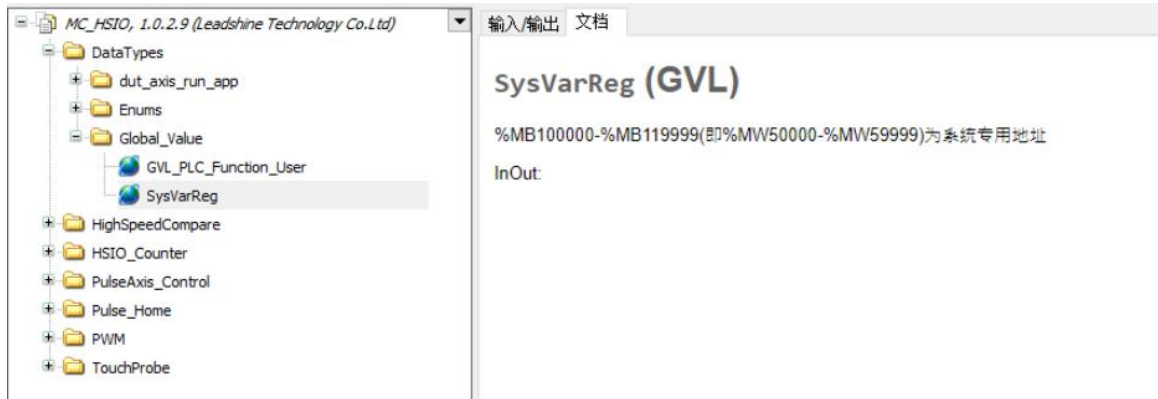 MC_HSIO, 1.0.2.9 (Leadshine Technology Co.Ltd)
DataTypes
dut_axis_run_app
Enums
Global_Value
GVL_PLC_Function_User
SysVarReg
HighSpeedCompare
HSIO_Counter
PulseAxis_Control
Pulse_Home
PWM
TouchProbe
输入/输出 文档
SysVarReg (GVL)
%MB100000-%MB119999(即%MW50000-%MW59999)为系统专用地址
InOut: